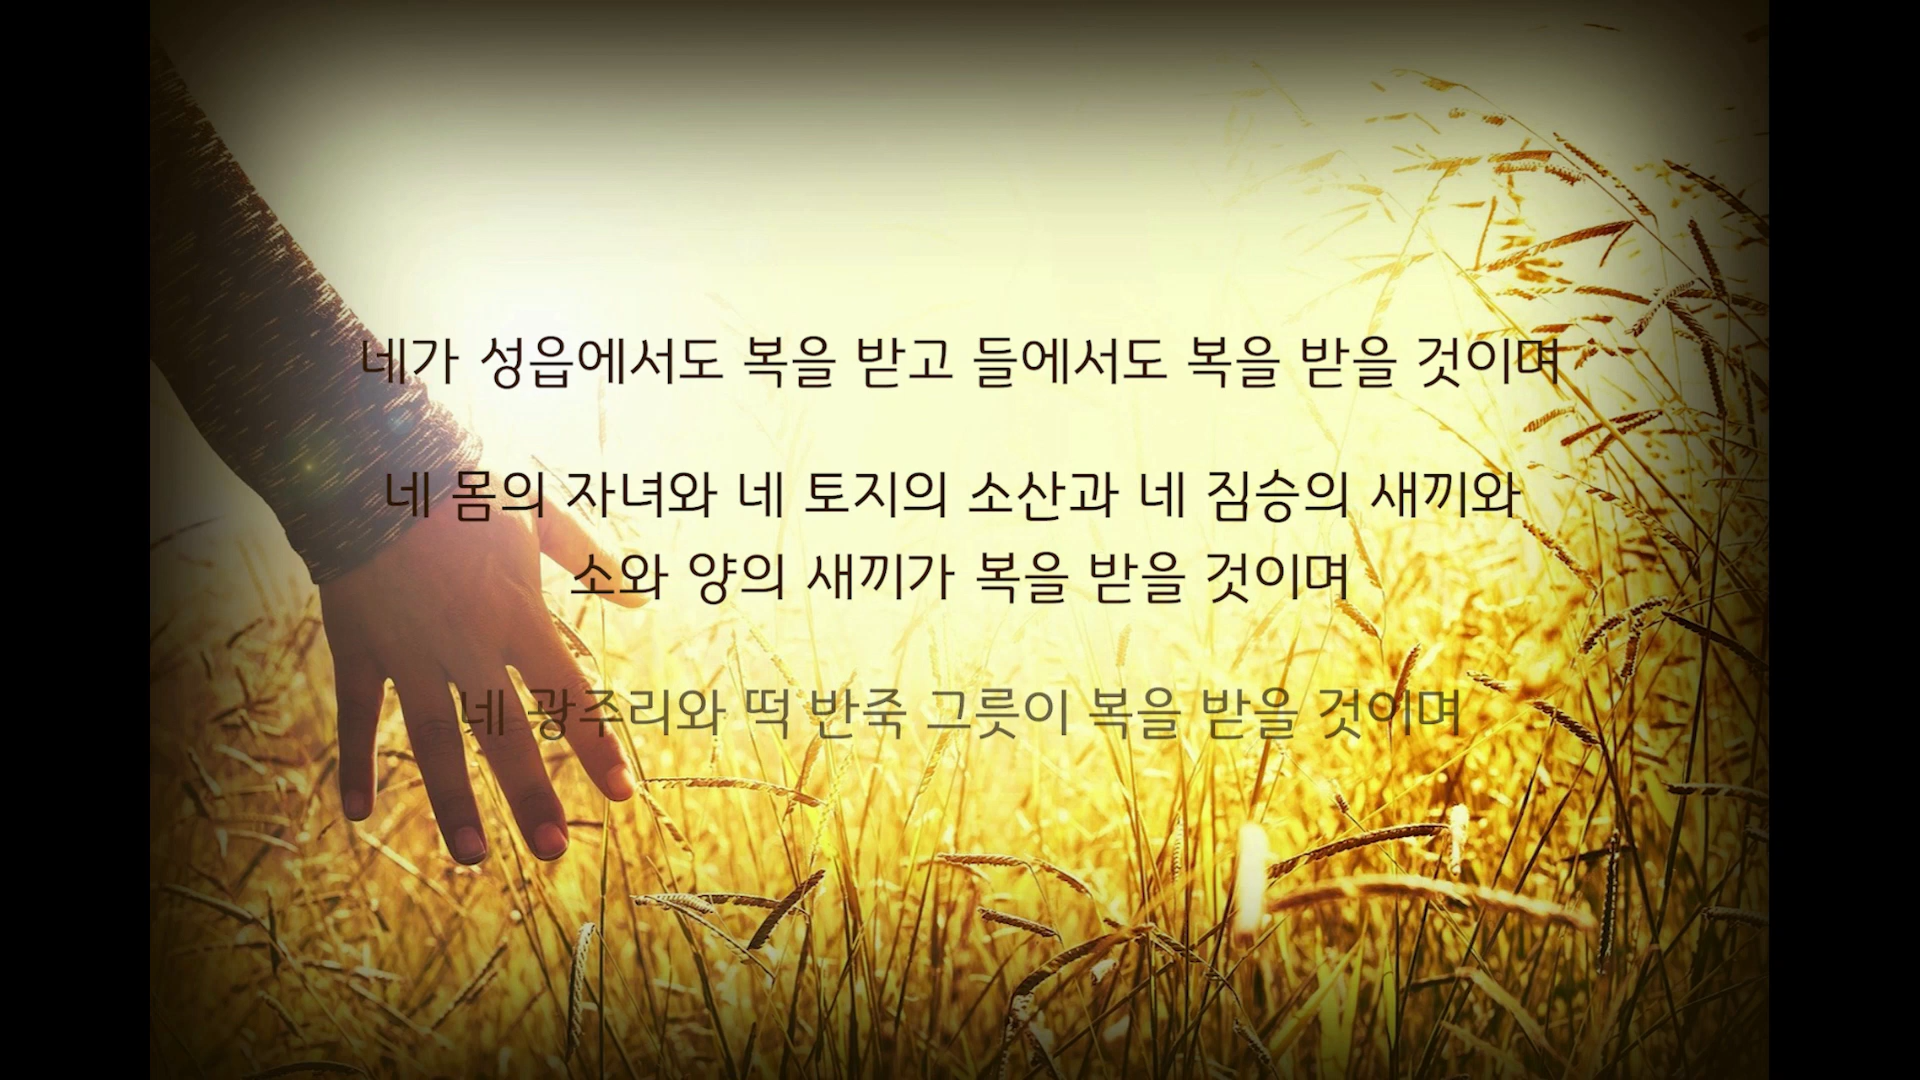 네가 성읍에서도 복을 받고 들에서도 복을 받을 것이며
네 몸의 자녀와 네 토지의 소산과 네 짐승의 새끼와
소와 양의 새끼가 복을 받을 것이며
네 광주리와 떡 반죽 그릇이 복을 받을 것이며